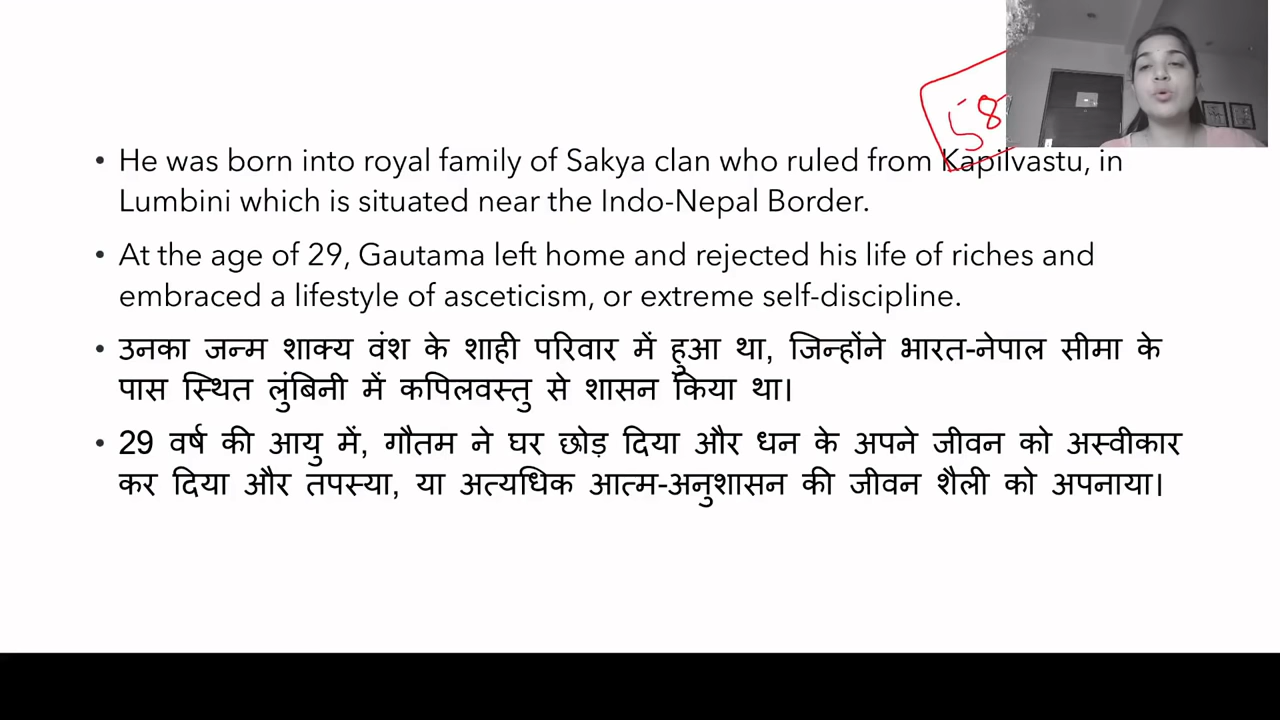 58
• He was born into royal family of Sakya clan who ruled from Kapilvastu, in
Lumbini which is situated near the Indo-Nepal Border.
• At the age of 29, Gautama left home and rejected his life of riches and
embraced a lifestyle of asceticism, or extreme self-discipline.
• उनका जन्म शाक्य वंश के शाही परिवार में हुआ था, जिन्होंने भारत-नेपाल सीमा के
पास स्थित लुंबिनी में कपिलवस्तु से शासन किया था।
• 29 वर्ष की आयु में, गौतम ने घर छोड़ दिया और धन के अपने जीवन को अस्वीकार
कर दिया और तपस्या, या अत्यधिक आत्म-अनुशासन की जीवन शैली को अपनाया।